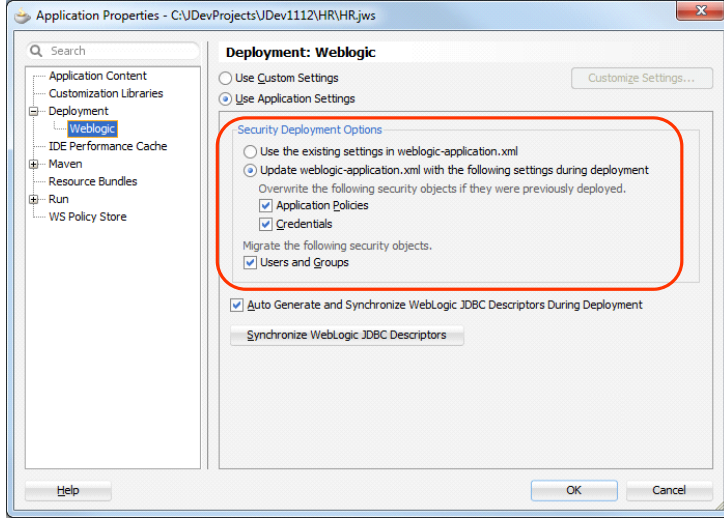 Application Properties - C:\JDevProjects\JDev1112\HR\HR.jws
Search
Application Content
Customization Libraries
Deployment
Weblogic
IDE Performance Cache
Maven
Resource Bundles
Run
WS Policy Store
Deployment: Weblogic
Use Custom Settings
Customize Settings...
Use Application Settings
Security Deployment Options
Use the existing settings in weblogic-application.xml
Update weblogic-application.xml with the following settings during deployment
Overwrite the following security objects if they were previously deployed.
Application Policies
Credentials
Migrate the following security objects.
Users and Groups
Auto Generate and Synchronize WebLogic JDBC Descriptors During Deployment
Synchronize WebLogic JDBC Descriptors
Help
OK
Cancel